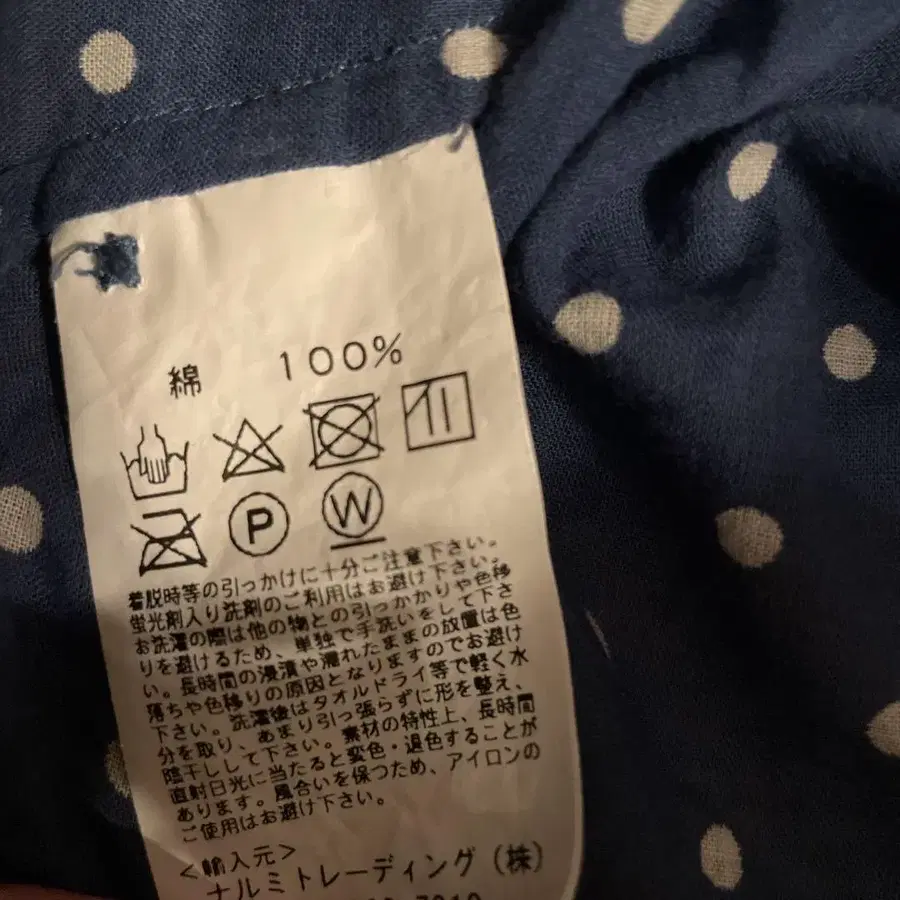 綿 100%
P W
着脱時等の引っかけに十分ご注意下さい。
蛍光剤入り洗剤のご利用はお避け下さい。
お洗濯の際は他の物との引っかかりや色移
りを避けるため、単独で手洗いをして下さ
い。長時間の浸漬や濡れたままの放置は色
落ちや色移りの原因となりますのでお避け
下さい。洗濯後はタオルドライ等で軽く水
分を取り、あまり引っ張らずに形を整え、
陰干しして下さい。素材の特性上、長時間
直射日光に当たると変色・退色することが
あります。風合いを保つため、アイロンの
ご使用はお避け下さい。
<輸入元>
ナルミトレーディング(株)